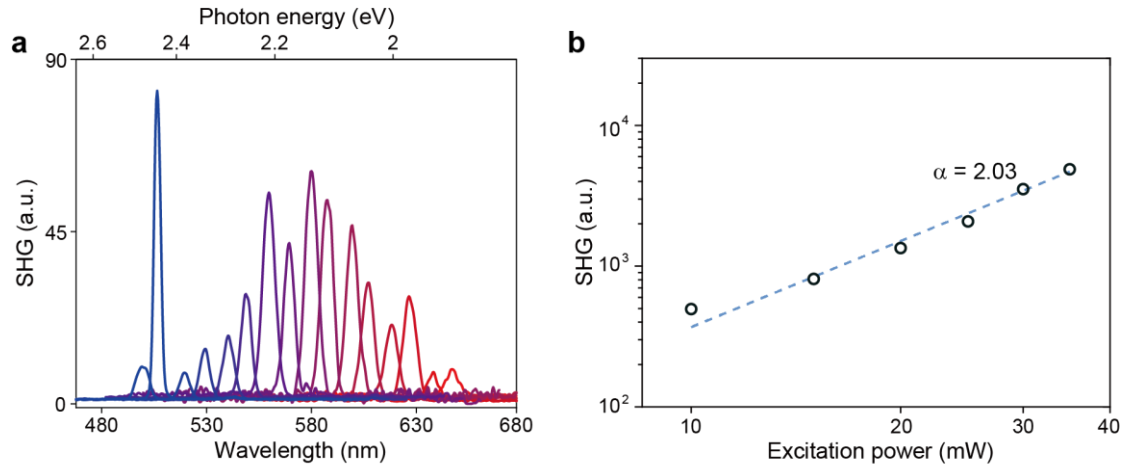 a
Photon energy (eV)
2.6 2.4 2.2 2
90
45
0
SHG (a.u.)
480 530 580 630 680
Wavelength (nm)
b
10⁴
10³
10²
SHG (a.u.)
α = 2.03
10 20 30 40
Excitation power (mW)